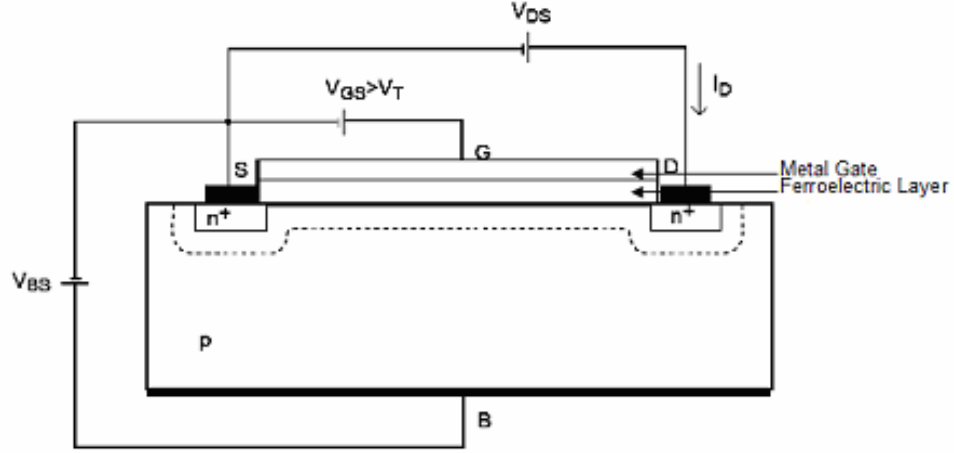 VDS
VGS>VT
ID
G
S
D
Metal Gate
Ferroelectric Layer
n+
n+
VBS
p
B